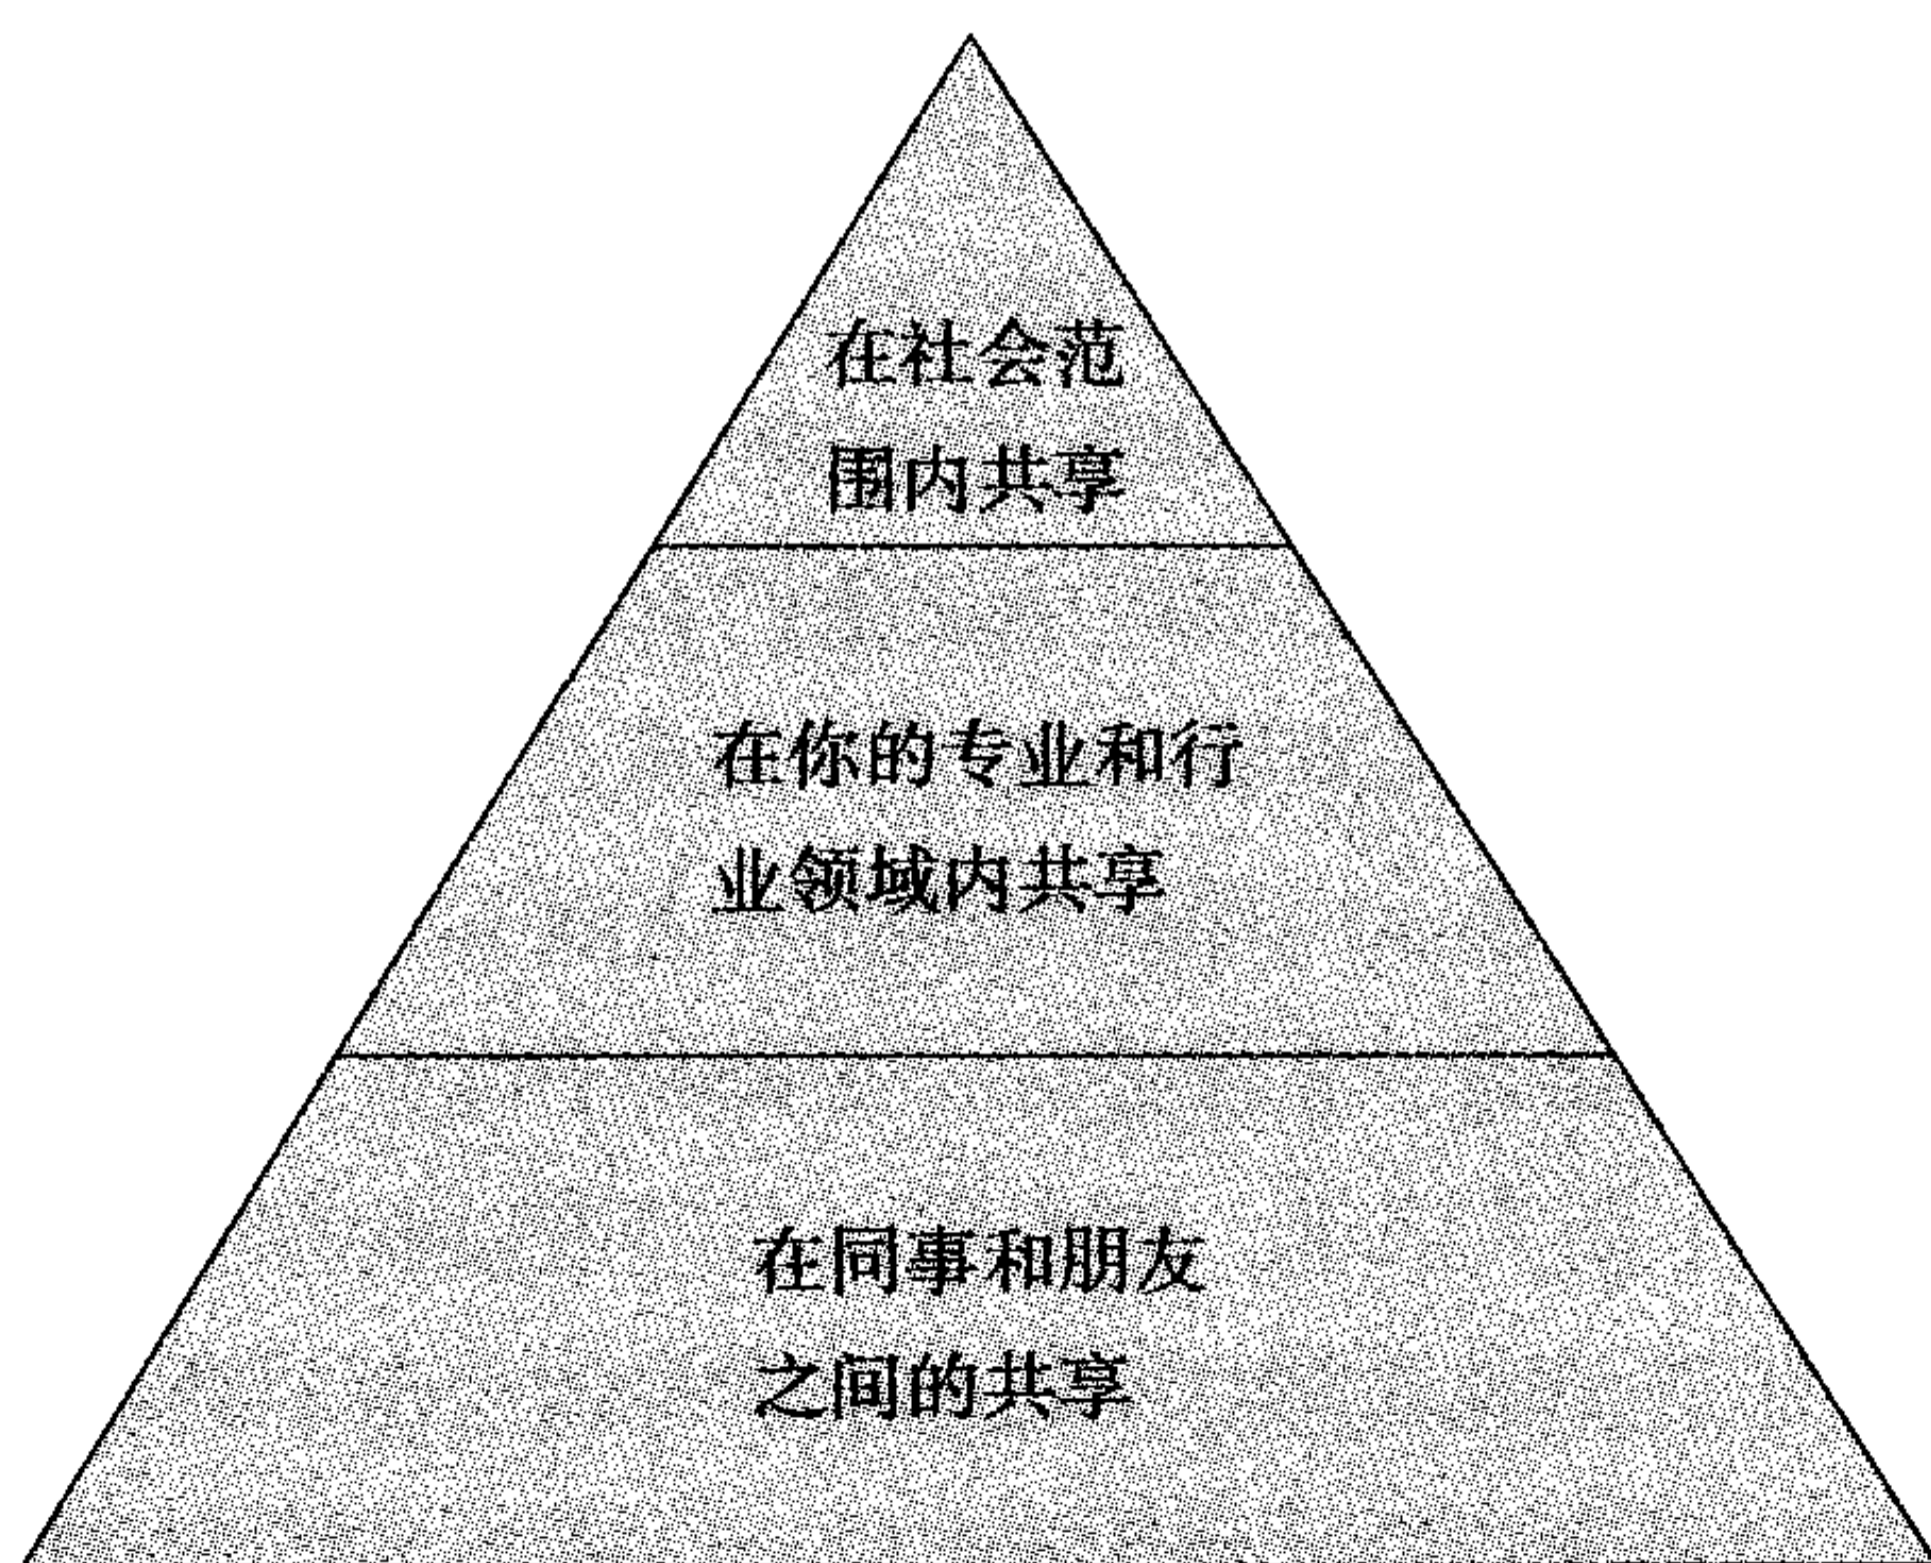 在社会范
围内共享
在你的专业和行
业领域内共享
在同事和朋友
之间的共享